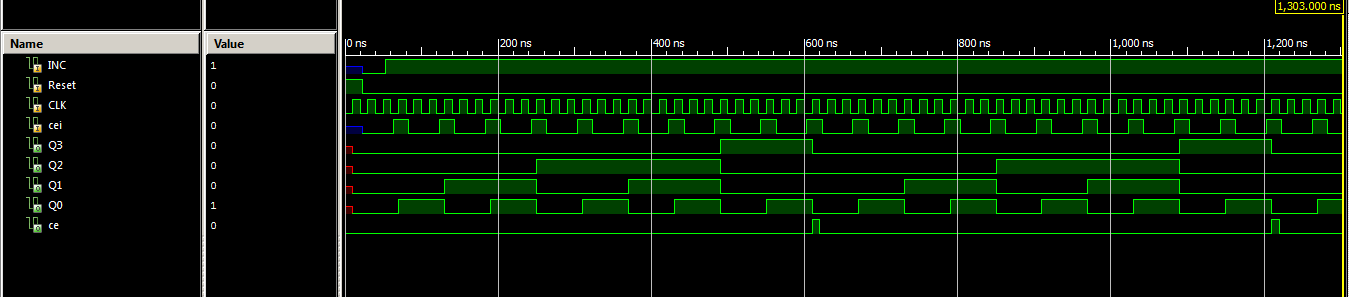 1,303.000 ns
Name Value
0 ns 200 ns 400 ns 600 ns 800 ns 1,000 ns 1,200 ns
INC 1
Reset 0
CLK 0
cei 0
Q3 0
Q2 0
Q1 0
Q0 1
ce 0